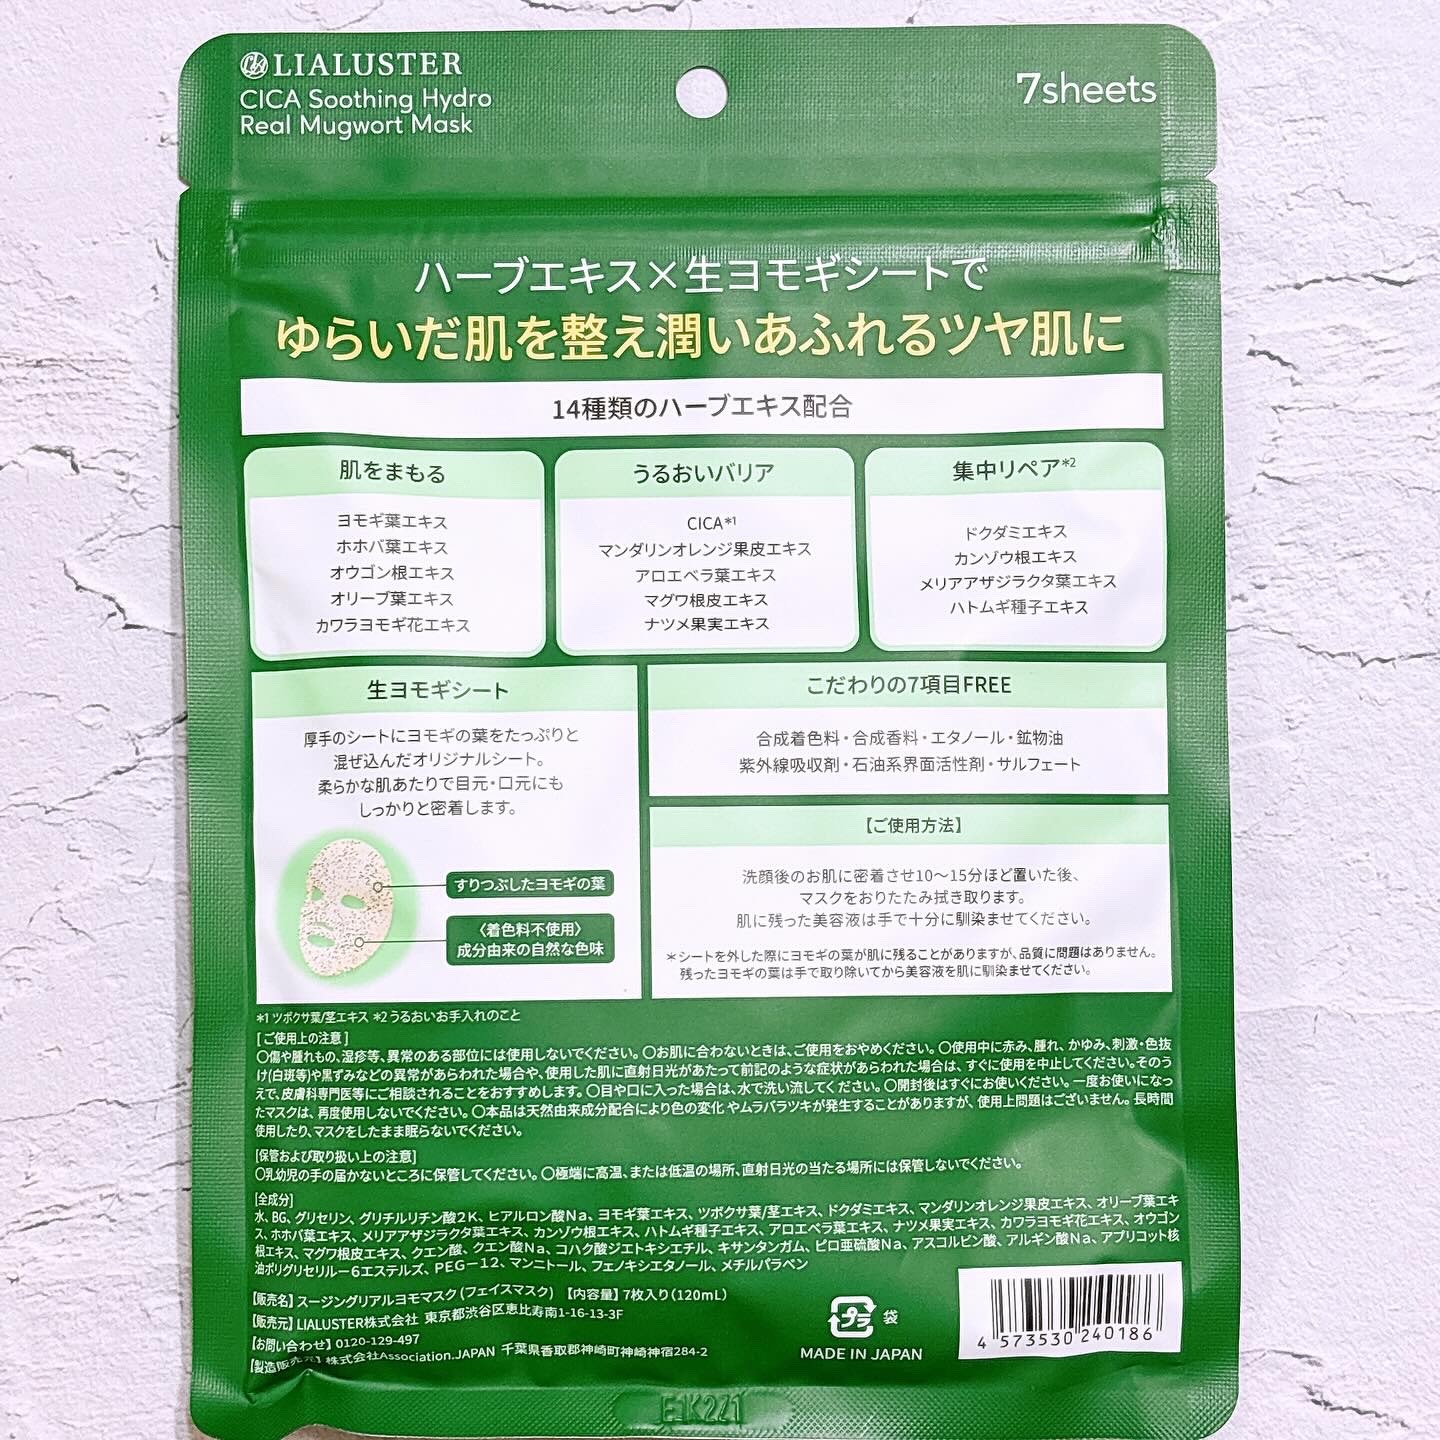 LIALUSTER
CICA Soothing Hydro
Real Mugwort Mask
7sheets
ハーブエキス×生ヨモギシートで
ゆらいだ肌を整え潤いあふれるツヤ肌に
14種類のハーブエキス配合
肌をまもる
ヨモギ葉エキス
ホホバ葉エキス
オウゴン根エキス
オリーブ葉エキス
カワラヨモギ花エキス
うるおいバリア
CICA*1
マンダリンオレンジ果皮エキス
アロエベラ葉エキス
マグワ根皮エキス
ナツメ果実エキス
集中リペア*2
ドクダミエキス
カンゾウ根エキス
メリアアザジラクタ葉エキス
ハトムギ種子エキス
生ヨモギシート
厚手のシートにヨモギの葉をたっぷりと
混ぜ込んだオリジナルシート。
柔らかな肌あたりで目元・口元にも
しっかりと密着します。
すりつぶしたヨモギの葉
〈着色料不使用〉
成分由来の自然な色味
こだわりの7項目FREE
合成着色料・合成香料・エタノール・鉱物油
紫外線吸収剤・石油系界面活性剤・サルフェート
【ご使用方法】
洗顔後のお肌に密着させ10〜15分ほど置いた後、
マスクをおりたたみ拭き取ります。
肌に残った美容液は手で十分に馴染ませてください。
*シートを外した際にヨモギの葉が肌に残ることがありますが、品質に問題はありません。
残ったヨモギの葉は手で取り除いてから美容液を肌に馴染ませてください。
*1 ツボクサ葉/茎エキス *2 うるおいお手入れのこと
[ご使用上の注意]
〇傷や腫れもの、湿疹等、異常のある部位には使用しないでください。〇お肌に合わないときは、ご使用をおやめください。〇使用中に赤み、腫れ、かゆみ、刺激・色抜
け(白斑等)や黒ずみなどの異常があらわれた場合や、使用した肌に直射日光があたって前記のような症状があらわれた場合は、すぐに使用を中止してください。そのう
えで、皮膚科専門医等にご相談されることをおすすめします。〇目や口に入った場合は、水で洗い流してください。〇開封後はすぐにお使いください。一度お使いになっ
たマスクは、再度使用しないでください。〇本品は天然由来成分配合により色の変化やムラバラツキが発生することがありますが、使用上問題はございません。長時間
使用したり、マスクをしたまま眠らないでください。
[保管および取り扱い上の注意]
〇乳幼児の手の届かないところに保管してください。〇極端に高温、または低温の場所、直射日光の当たる場所には保管しないでください。
[全成分]
水、BG、グリセリン、グリチルリチン酸2K、ヒアルロン酸Na、ヨモギ葉エキス、ツボクサ葉/茎エキス、ドクダミエキス、マンダリンオレンジ果皮エキス、オリーブ葉エキ
ス、ホホバ葉エキス、メリアアザジラクタ葉エキス、カンゾウ根エキス、ハトムギ種子エキス、アロエベラ葉エキス、ナツメ果実エキス、カワラヨモギ花エキス、オウゴン
根エキス、マグワ根皮エキス、クエン酸、クエン酸Na、コハク酸ジエトキシエチル、キサンタンガム、ピロ亜硫酸Na、アスコルビン酸、アルギン酸Na、アプリコット核
油ポリグリセリル-6エステルズ、PEG-12、マンニトール、フェノキシエタノール、メチルパラベン
【販売名】スージングリアルヨモマスク(フェイスマスク) 【内容量】7枚入り(120mL)
【販売元】LIALUSTER株式会社 東京都渋谷区恵比寿南1-16-13-3F
【お問い合わせ】0120-129-497
【製造販売元】株式会社Association.JAPAN 千葉県香取郡神崎町神崎神宿284-2
プラ
袋
MADE IN JAPAN
4 573530 240186
E1K2Z1